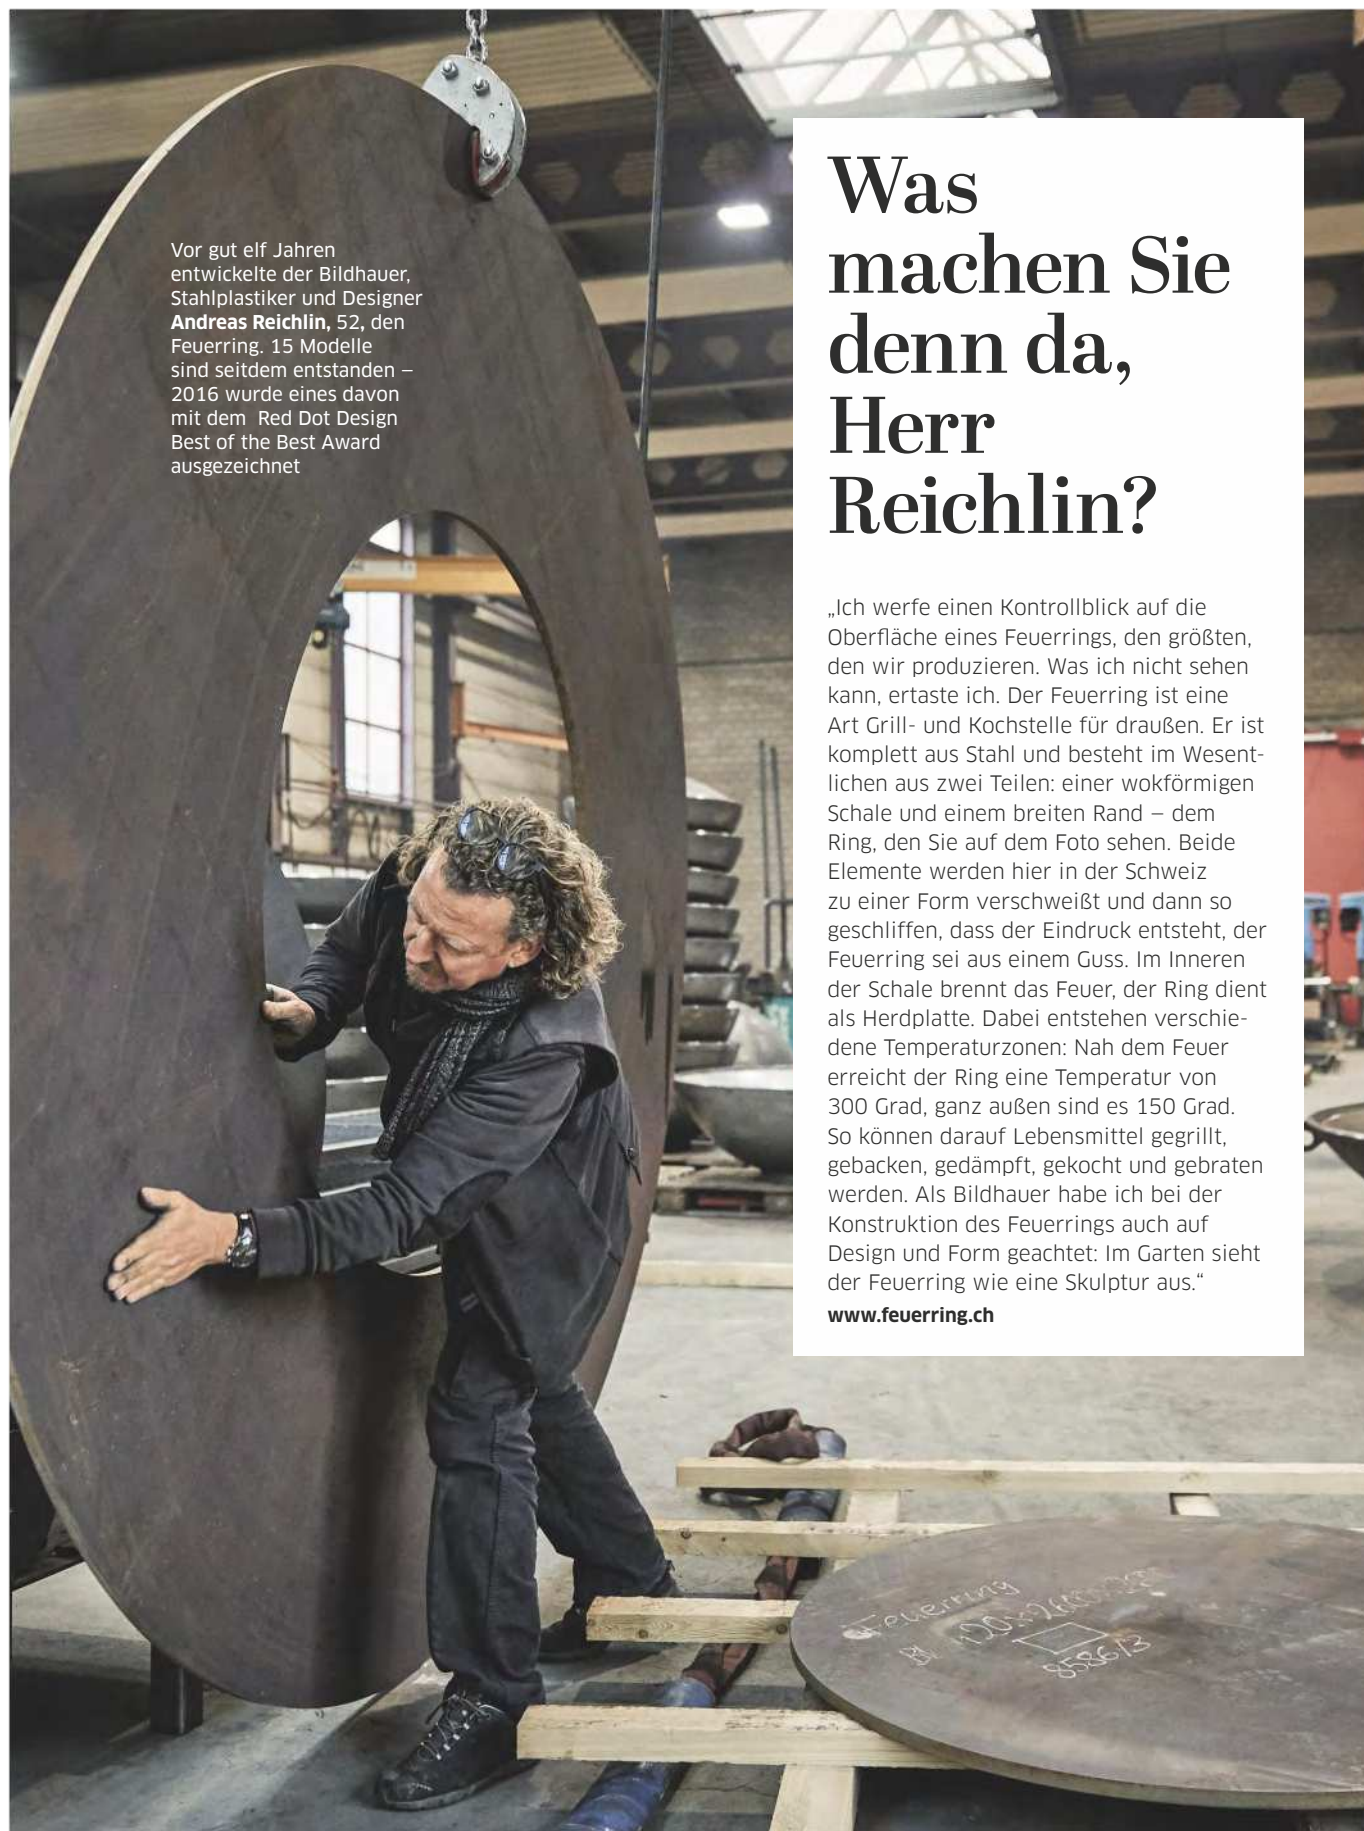 Vor gut elf Jahren
entwickelte der Bildhauer,
Stahlplastiker und Designer
Andreas Reichlin, 52, den
Feuerring. 15 Modelle
sind seitdem entstanden –
2016 wurde eines davon
mit dem Red Dot Design
Best of the Best Award
ausgezeichnet
Was
machen Sie
denn da,
Herr
Reichlin?
„Ich werfe einen Kontrollblick auf die
Oberfläche eines Feuerrings, den größten,
den wir produzieren. Was ich nicht sehen
kann, ertaste ich. Der Feuerring ist eine
Art Grill- und Kochstelle für draußen. Er ist
komplett aus Stahl und besteht im Wesent-
lichen aus zwei Teilen: einer wokförmigen
Schale und einem breiten Rand – dem
Ring, den Sie auf dem Foto sehen. Beide
Elemente werden hier in der Schweiz
zu einer Form verschweißt und dann so
geschliffen, dass der Eindruck entsteht, der
Feuerring sei aus einem Guss. Im Inneren
der Schale brennt das Feuer, der Ring dient
als Herdplatte. Dabei entstehen verschie-
dene Temperaturzonen: Nah dem Feuer
erreicht der Ring eine Temperatur von
300 Grad, ganz außen sind es 150 Grad.
So können darauf Lebensmittel gegrillt,
gebacken, gedämpft, gekocht und gebraten
werden. Als Bildhauer habe ich bei der
Konstruktion des Feuerrings auch auf
Design und Form geachtet: Im Garten sieht
der Feuerring wie eine Skulptur aus.“
www.feuerring.ch
Feuerring
8586/3